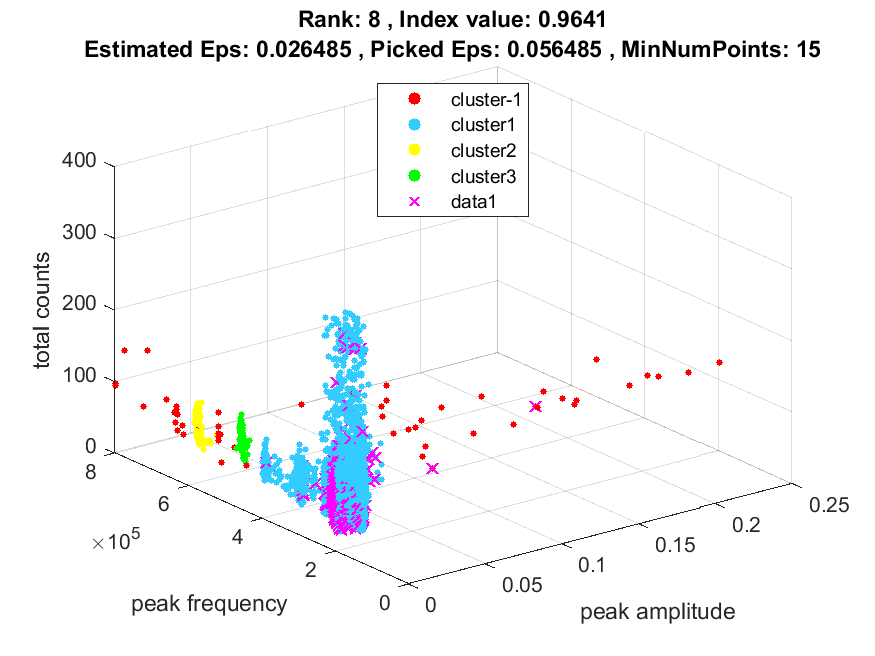 Rank: 8 , Index value: 0.9641
Estimated Eps: 0.026485 , Picked Eps: 0.056485 , MinNumPoints: 15
cluster-1
cluster1
cluster2
cluster3
data1
400
300
200
100
0
total counts
8
6
4
2
0
×10^5
peak frequency
0
0.05
0.1
0.15
0.2
0.25
peak amplitude